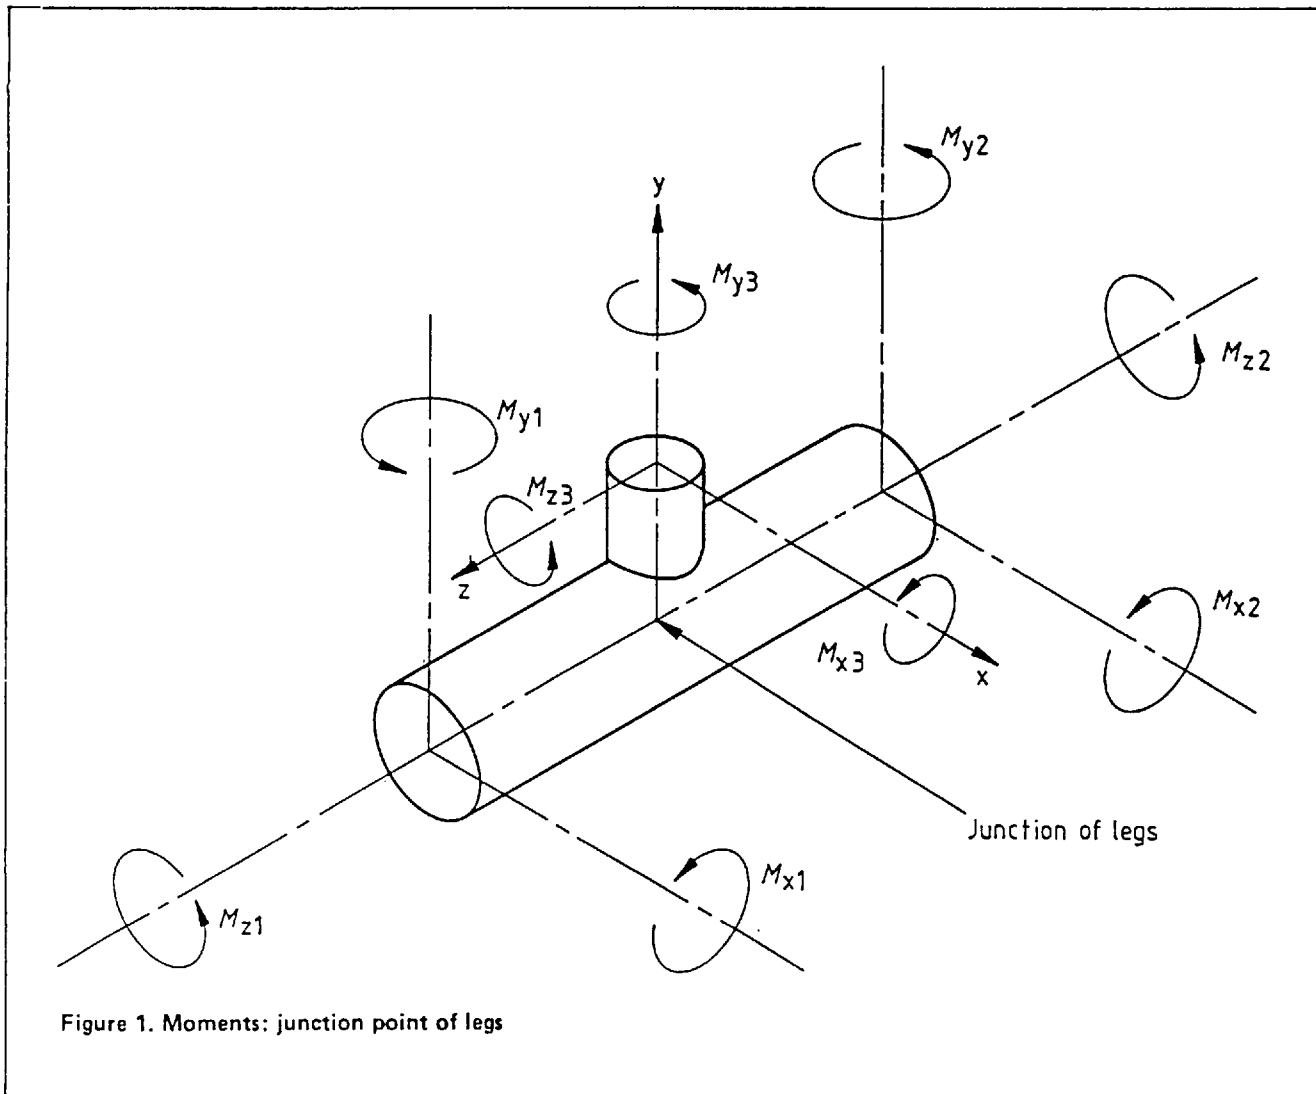 My2
y
My3
Mz2
My1
Mz3
z
Mx2
Mx3
x
Junction of legs
Mx1
Mz1
Figure 1. Moments: junction point of legs